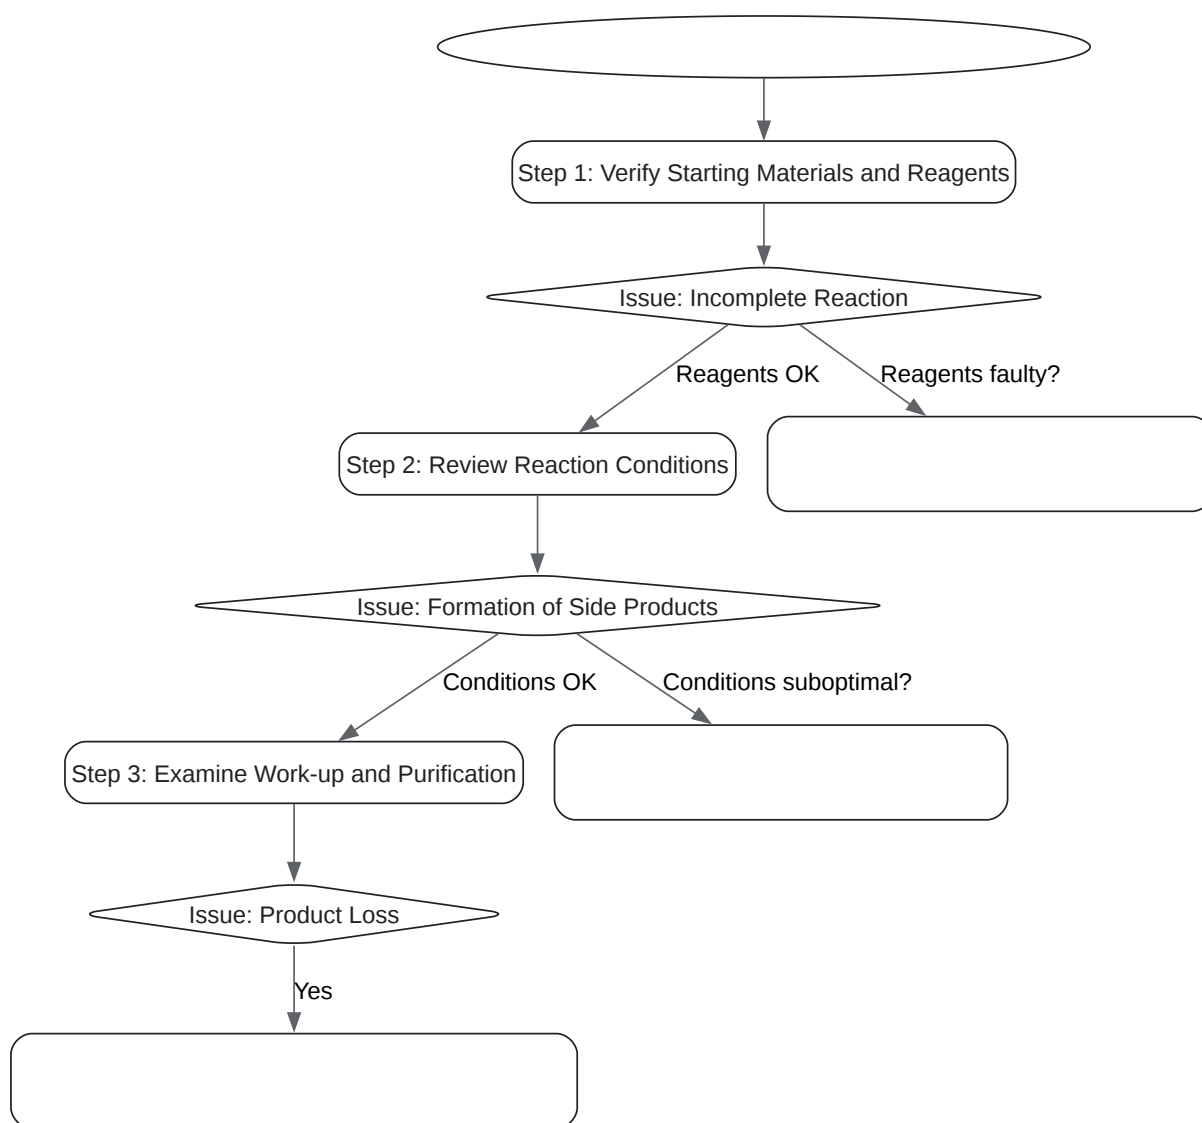 Step 1: Verify Starting Materials and Reagents
Issue: Incomplete Reaction
Reagents OK
Reagents faulty?
Step 2: Review Reaction Conditions
Issue: Formation of Side Products
Conditions OK
Conditions suboptimal?
Step 3: Examine Work-up and Purification
Issue: Product Loss
Yes